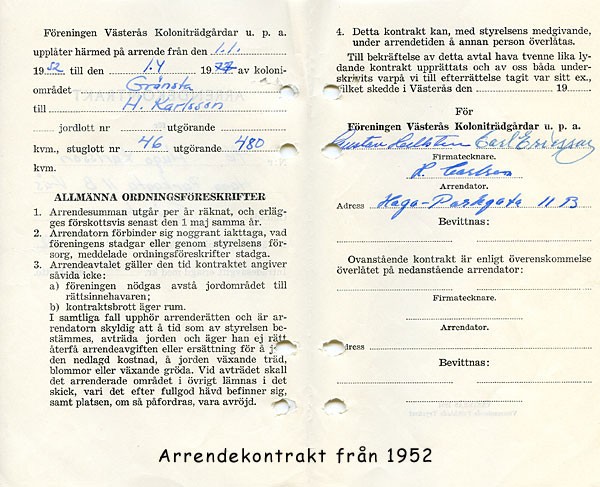 Föreningen Västerås Koloniträdgårdar u. p. a.
upplåter härmed på arrende från den 1.1.
1952 till den 1.4 1977 av koloni-
området Gränsta
till H. Karlsson
jordlott nr utgörande
kvm., stuglott nr 46 utgörande 480
kvm.
ALLMÄNNA ORDNINGSFÖRESKRIFTER
1. Arrendesumman utgår per år räknat, och erläg-
ges förskottsvis senast den 1 maj samma år.
2. Arrendatorn förbinder sig noggrant iakttaga, vad
föreningens stadgar eller genom styrelsens för-
sorg, meddelade ordningsföreskrifter stadga.
3. Arrendeavtalet gäller den tid kontraktet angiver
såvida icke:
a) föreningen nödgas avstå jordområdet till
rättsinnehavaren;
b) kontraktsbrott äger rum.
I samtliga fall upphör arrenderätten och är ar-
rendatorn skyldig att å tid som av styrelsen be-
stämmes, avträda jorden och äger han ej rätt
återfå arrendeavgiften eller ersättning för å jor
den nedlagd kostnad, å jorden växande träd,
blommor eller växande gröda. Vid avträdet skall
det arrenderade området i övrigt lämnas i det
skick, vari det efter fullgod hävd befinner sig,
samt platsen, om så påfordras, vara avröjd.
4. Detta kontrakt kan, med styrelsens medgivande,
under arrendetiden å annan person överlåtas.
Till bekräftelse av detta avtal hava tvenne lika ly-
dande kontrakt upprättats och av oss båda under-
skrivits varpå vi till efterrättelse tagit var sitt ex.,
vilket skedde i Västerås den 19
För
Föreningen Västerås Koloniträdgårdar u. p. a.
Gustav Carl Ericsson
Firmatecknare.
Arrendator.
Adress Haga-Parkgata 11 B
Bevittnas:
Ovanstående kontrakt är enligt överenskommelse
överlåtet på nedanstående arrendator:
Firmatecknare.
Arrendator.
dress
Bevittnas:
Arrendekontrakt från 1952